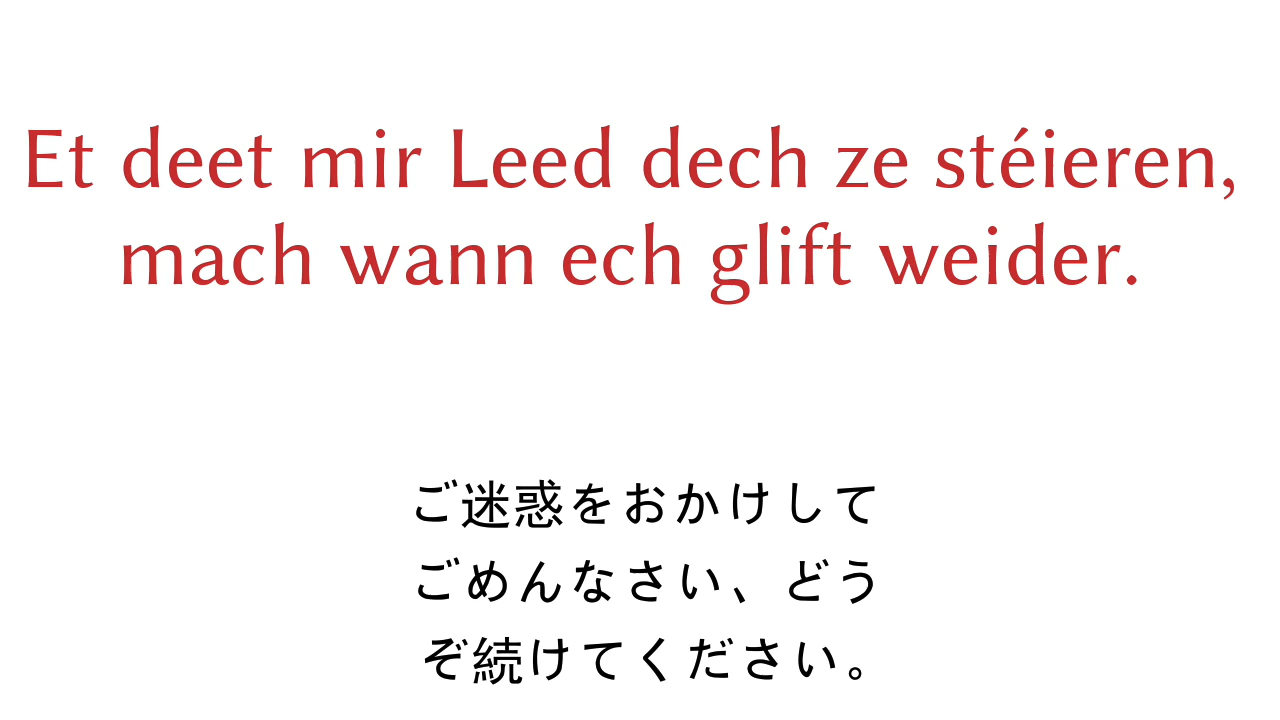 Et deet mir Leed dech ze stéieren,
mach wann ech glift weider.
ご迷惑をおかけして
ごめんなさい、どう
ぞ続けてください。